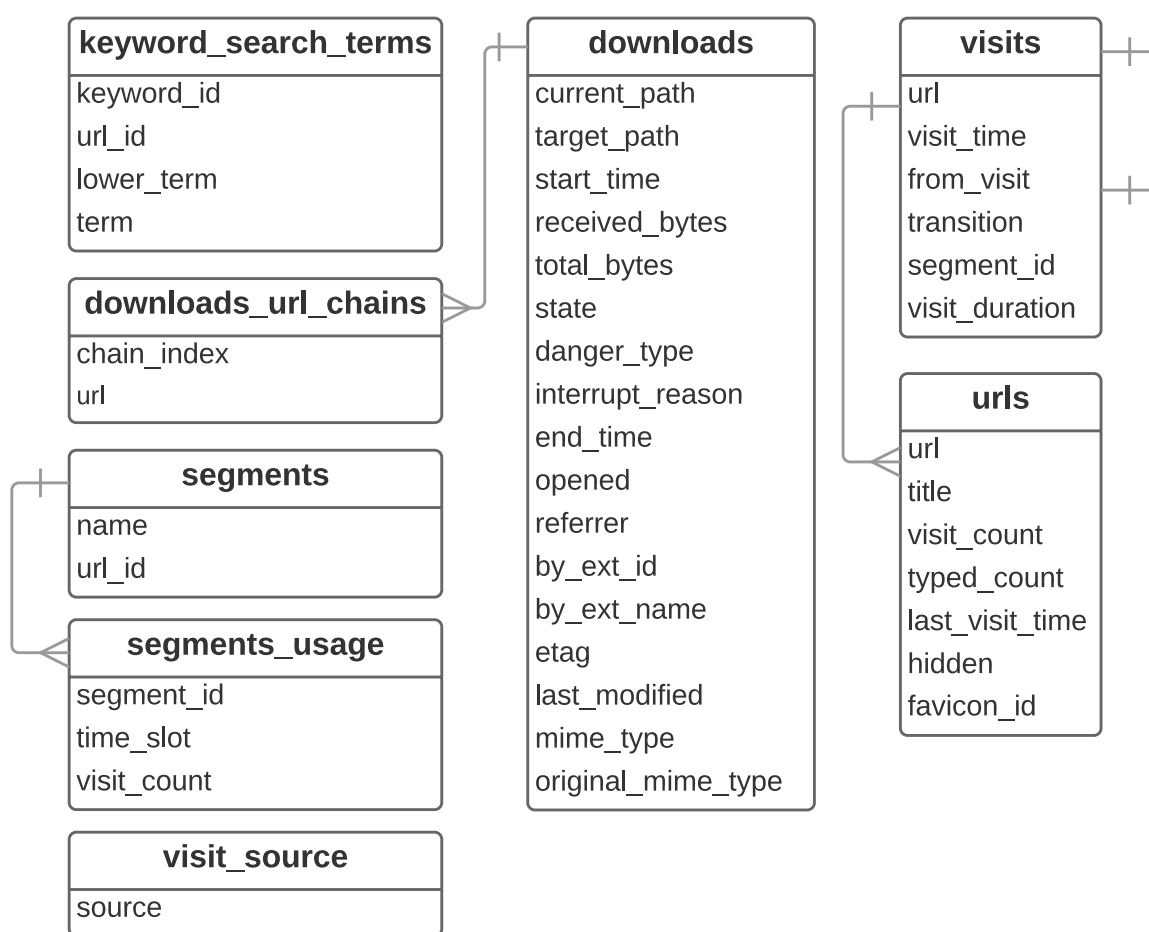 keyword_search_terms
keyword_id
url_id
lower_term
term
downloads_url_chains
chain_index
url
segments
name
url_id
segments_usage
segment_id
time_slot
visit_count
visit_source
source
downloads
current_path
target_path
start_time
received_bytes
total_bytes
state
danger_type
interrupt_reason
end_time
opened
referrer
by_ext_id
by_ext_name
etag
last_modified
mime_type
original_mime_type
visits
url
visit_time
from_visit
transition
segment_id
visit_duration
urls
url
title
visit_count
typed_count
last_visit_time
hidden
favicon_id